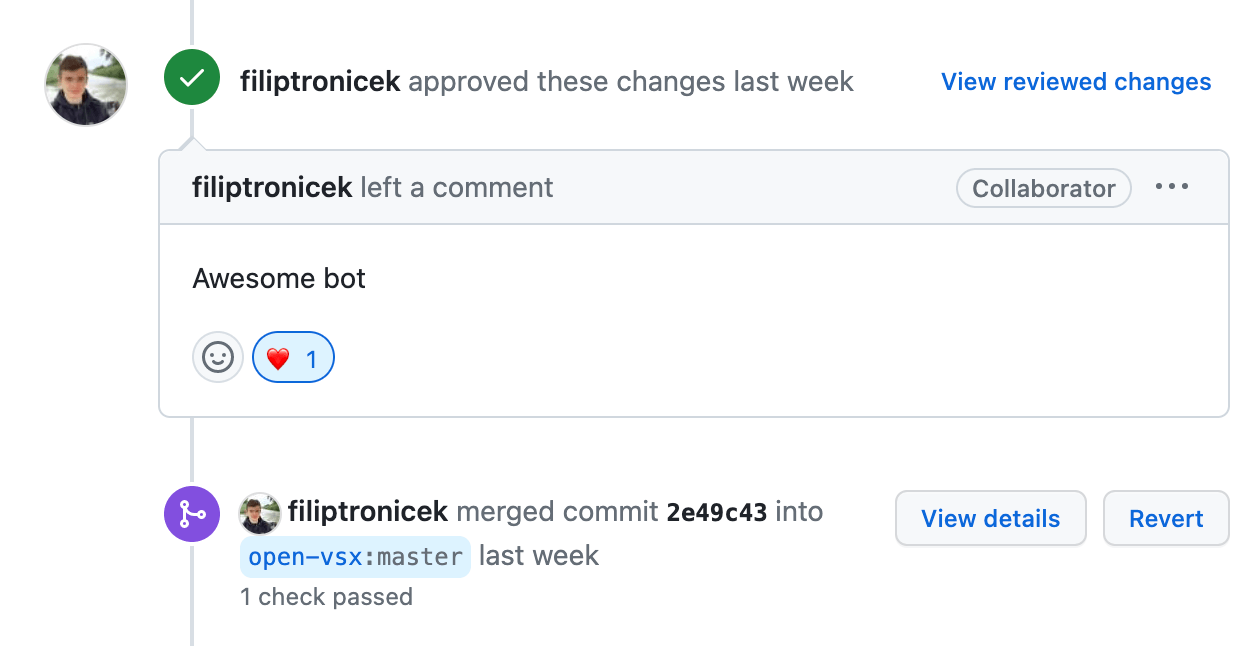 filiptronicek approved these changes last week View reviewed changes
filiptronicek left a comment Collaborator
Awesome bot
1
filiptronicek merged commit 2e49c43 into View details Revert
open-vsx:master last week
1 check passed